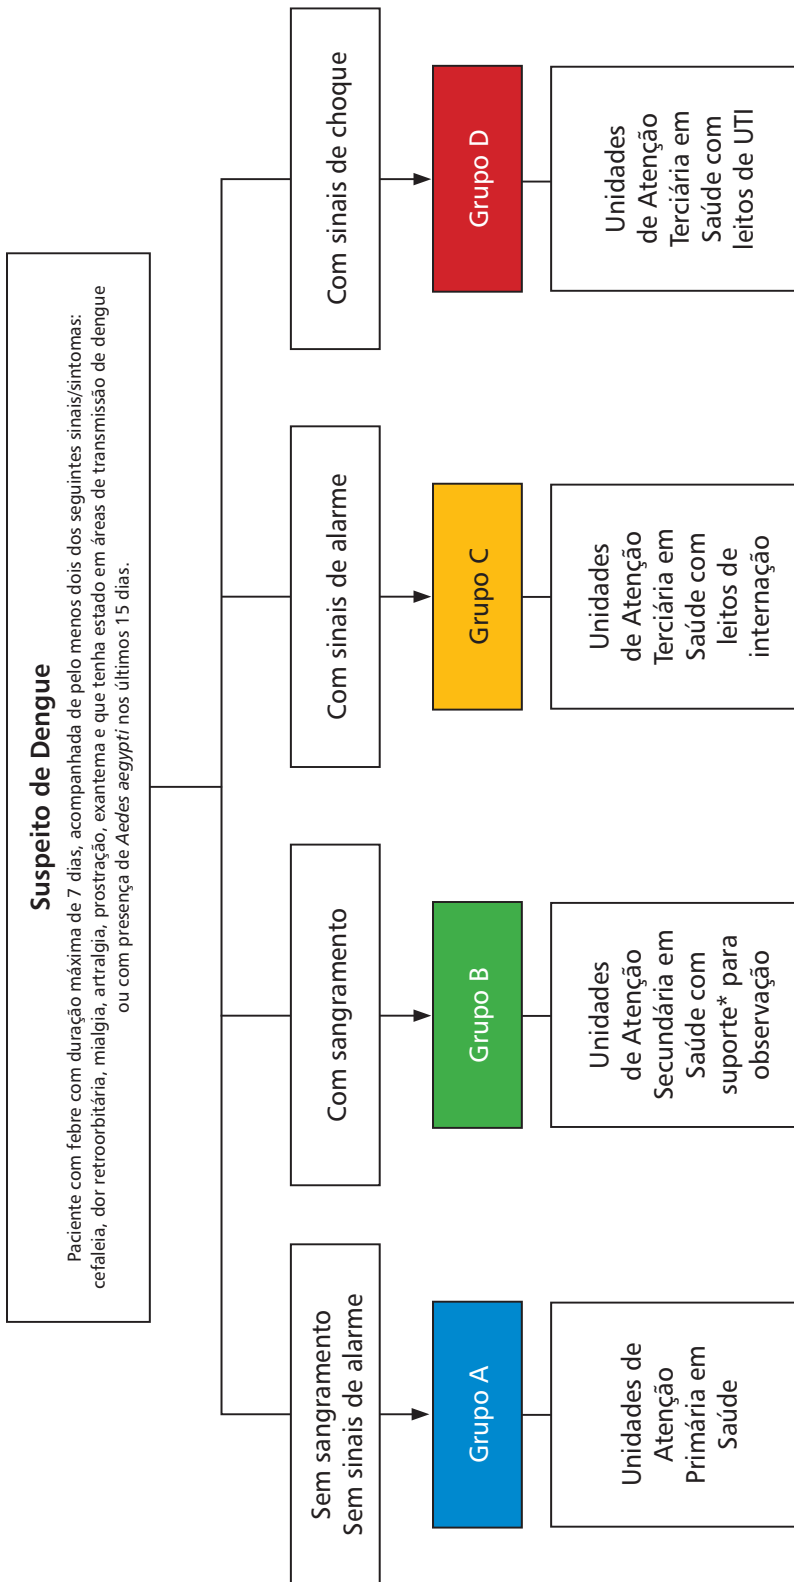 Suspeito de Dengue
Paciente com febre com duração máxima de 7 dias, acompanhada de pelo menos dois dos seguintes sinais/sintomas:
cefaleia, dor retroorbitária, mialgia, artralgia, prostração, exantema e que tenha estado em áreas de transmissão de dengue
ou com presença de Aedes aegypti nos últimos 15 dias.
Sem sangramento
Sem sinais de alarme
Com sangramento
Com sinais de alarme
Com sinais de choque
Grupo A
Grupo B
Grupo C
Grupo D
Unidades de
Atenção
Primária em
Saúde
Unidades
de Atenção
Secundária em
Saúde com
suporte* para
observação
Unidades
de Atenção
Terciária em
Saúde com
leitos de
internação
Unidades
de Atenção
Terciária em
Saúde com
leitos de UTI